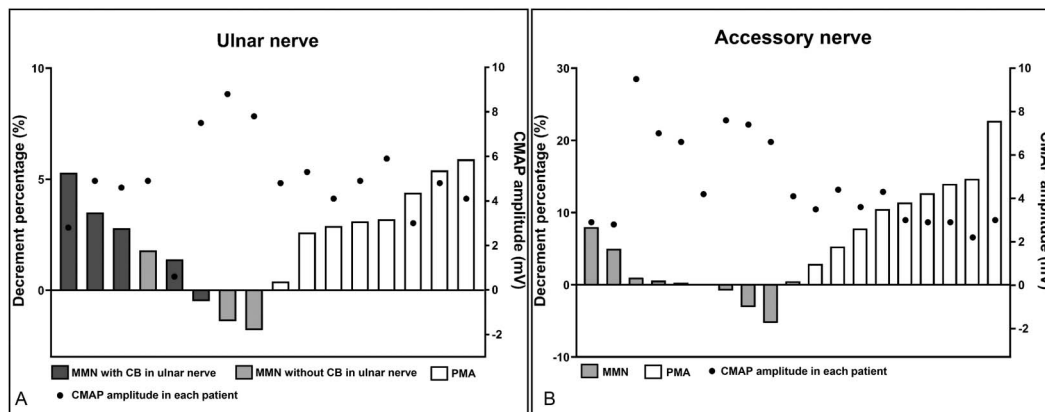 Ulnar nerve
Decrement percentage (%)
10
5
0
10
8
6
4
2
0
-2
CMAP amplitude (mV)
MMN with CB in ulnar nerve
MMN without CB in ulnar nerve
PMA
CMAP amplitude in each patient
A
Accessory nerve
Decrement percentage (%)
30
20
10
0
-10
10
8
6
4
2
0
-2
CMAP amplitude (mV)
MMN
PMA
CMAP amplitude in each patient
B